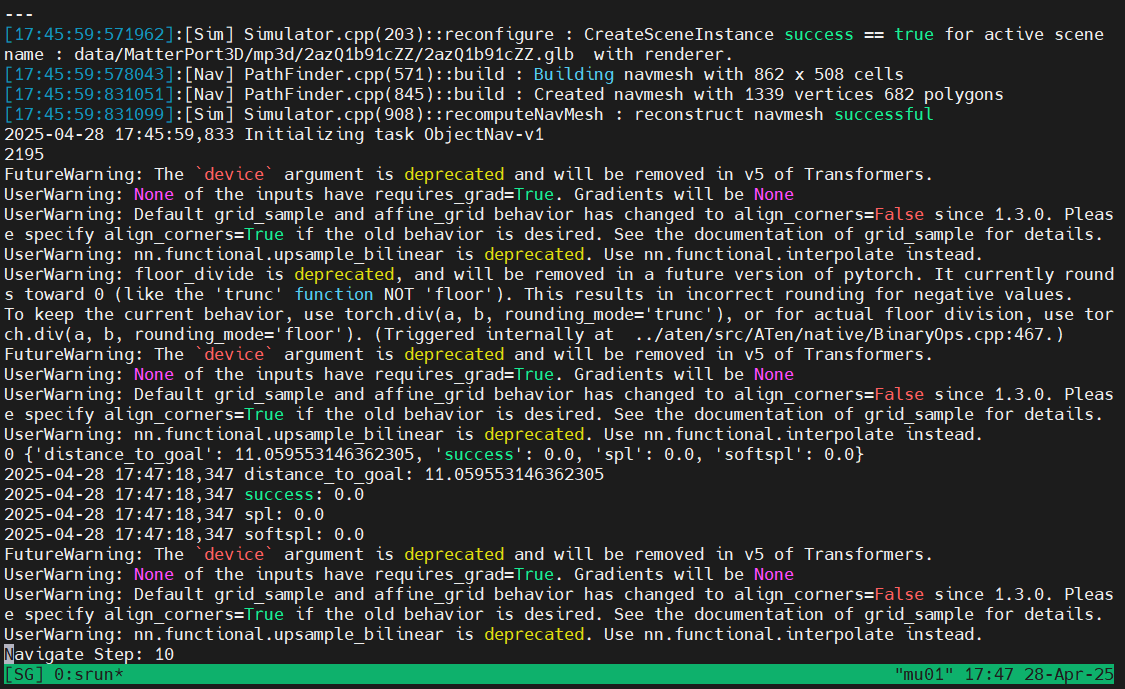 ---
[17:45:59:571962]:[Sim] Simulator.cpp(203)::reconfigure : CreateSceneInstance success == true for active scene
name : data/MatterPort3D/mp3d/2azQ1b91cZZ/2azQ1b91cZZ.glb  with renderer.
[17:45:59:578043]:[Nav] PathFinder.cpp(571)::build : Building navmesh with 862 x 508 cells
[17:45:59:831051]:[Nav] PathFinder.cpp(845)::build : Created navmesh with 1339 vertices 682 polygons
[17:45:59:831099]:[Sim] Simulator.cpp(908)::recomputeNavMesh : reconstruct navmesh successful
2025-04-28 17:45:59,833 Initializing task ObjectNav-v1
2195
FutureWarning: The `device` argument is deprecated and will be removed in v5 of Transformers.
UserWarning: None of the inputs have requires_grad=True. Gradients will be None
UserWarning: Default grid_sample and affine_grid behavior has changed to align_corners=False since 1.3.0. Pleas
e specify align_corners=True if the old behavior is desired. See the documentation of grid_sample for details.
UserWarning: nn.functional.upsample_bilinear is deprecated. Use nn.functional.interpolate instead.
UserWarning: floor_divide is deprecated, and will be removed in a future version of pytorch. It currently round
s toward 0 (like the 'trunc' function NOT 'floor'). This results in incorrect rounding for negative values.
To keep the current behavior, use torch.div(a, b, rounding_mode='trunc'), or for actual floor division, use tor
ch.div(a, b, rounding_mode='floor'). (Triggered internally at  ../aten/src/ATen/native/BinaryOps.cpp:467.)
FutureWarning: The `device` argument is deprecated and will be removed in v5 of Transformers.
UserWarning: None of the inputs have requires_grad=True. Gradients will be None
UserWarning: Default grid_sample and affine_grid behavior has changed to align_corners=False since 1.3.0. Pleas
e specify align_corners=True if the old behavior is desired. See the documentation of grid_sample for details.
UserWarning: nn.functional.upsample_bilinear is deprecated. Use nn.functional.interpolate instead.
0 {'distance_to_goal': 11.059553146362305, 'success': 0.0, 'spl': 0.0, 'softspl': 0.0}
2025-04-28 17:47:18,347 distance_to_goal: 11.059553146362305
2025-04-28 17:47:18,347 success: 0.0
2025-04-28 17:47:18,347 spl: 0.0
2025-04-28 17:47:18,347 softspl: 0.0
FutureWarning: The `device` argument is deprecated and will be removed in v5 of Transformers.
UserWarning: None of the inputs have requires_grad=True. Gradients will be None
UserWarning: Default grid_sample and affine_grid behavior has changed to align_corners=False since 1.3.0. Pleas
e specify align_corners=True if the old behavior is desired. See the documentation of grid_sample for details.
UserWarning: nn.functional.upsample_bilinear is deprecated. Use nn.functional.interpolate instead.
Navigate Step: 10
[SG] 0:srun* "mu01" 17:47 28-Apr-25